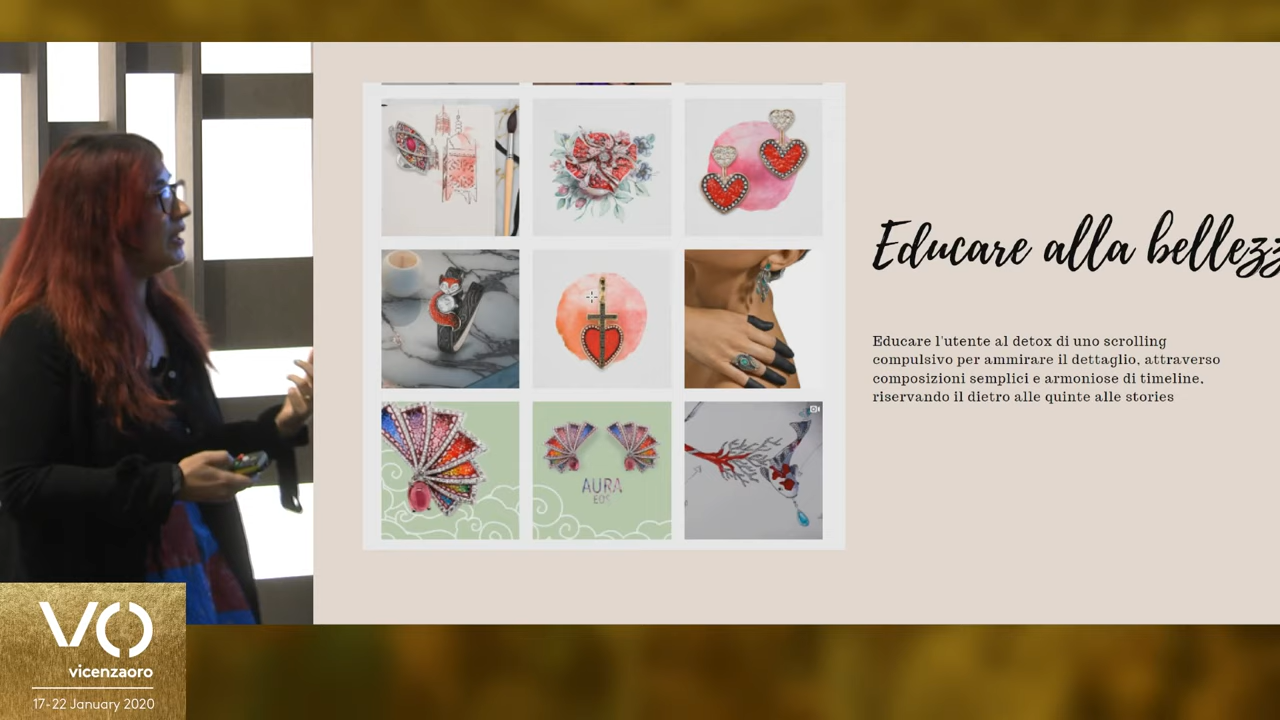 Educare alla bellezz
Educare l'utente al detox di uno scrolling
compulsivo per ammirare il dettaglio, attraverso
composizioni semplici e armoniose di timeline,
riservando il dietro alle quinte alle stories
AURA
EOS
VO
vicenzaoro
17-22 January 2020